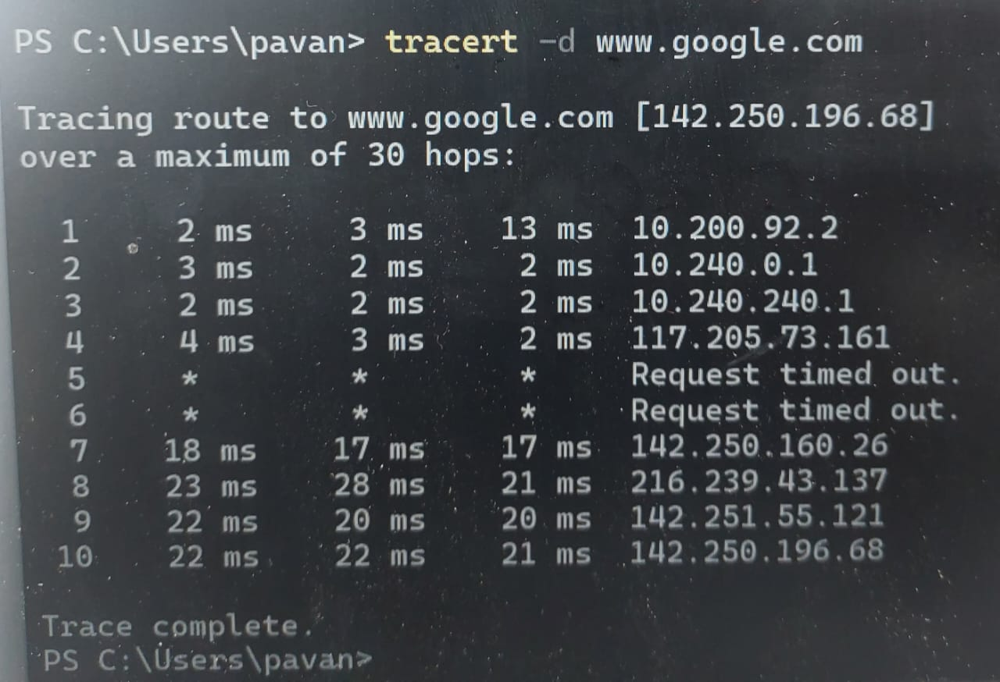 PS C:\Users\pavan> tracert -d www.google.com
Tracing route to www.google.com [142.250.196.68]
over a maximum of 30 hops:
1 2 ms 3 ms 13 ms 10.200.92.2
2 3 ms 2 ms 2 ms 10.240.0.1
3 2 ms 2 ms 2 ms 10.240.240.1
4 4 ms 3 ms 2 ms 117.205.73.161
5 * * * Request timed out.
6 * * * Request timed out.
7 18 ms 17 ms 17 ms 142.250.160.26
8 23 ms 28 ms 21 ms 216.239.43.137
9 22 ms 20 ms 20 ms 142.251.55.121
10 22 ms 22 ms 21 ms 142.250.196.68
Trace complete.
PS C:\Users\pavan>